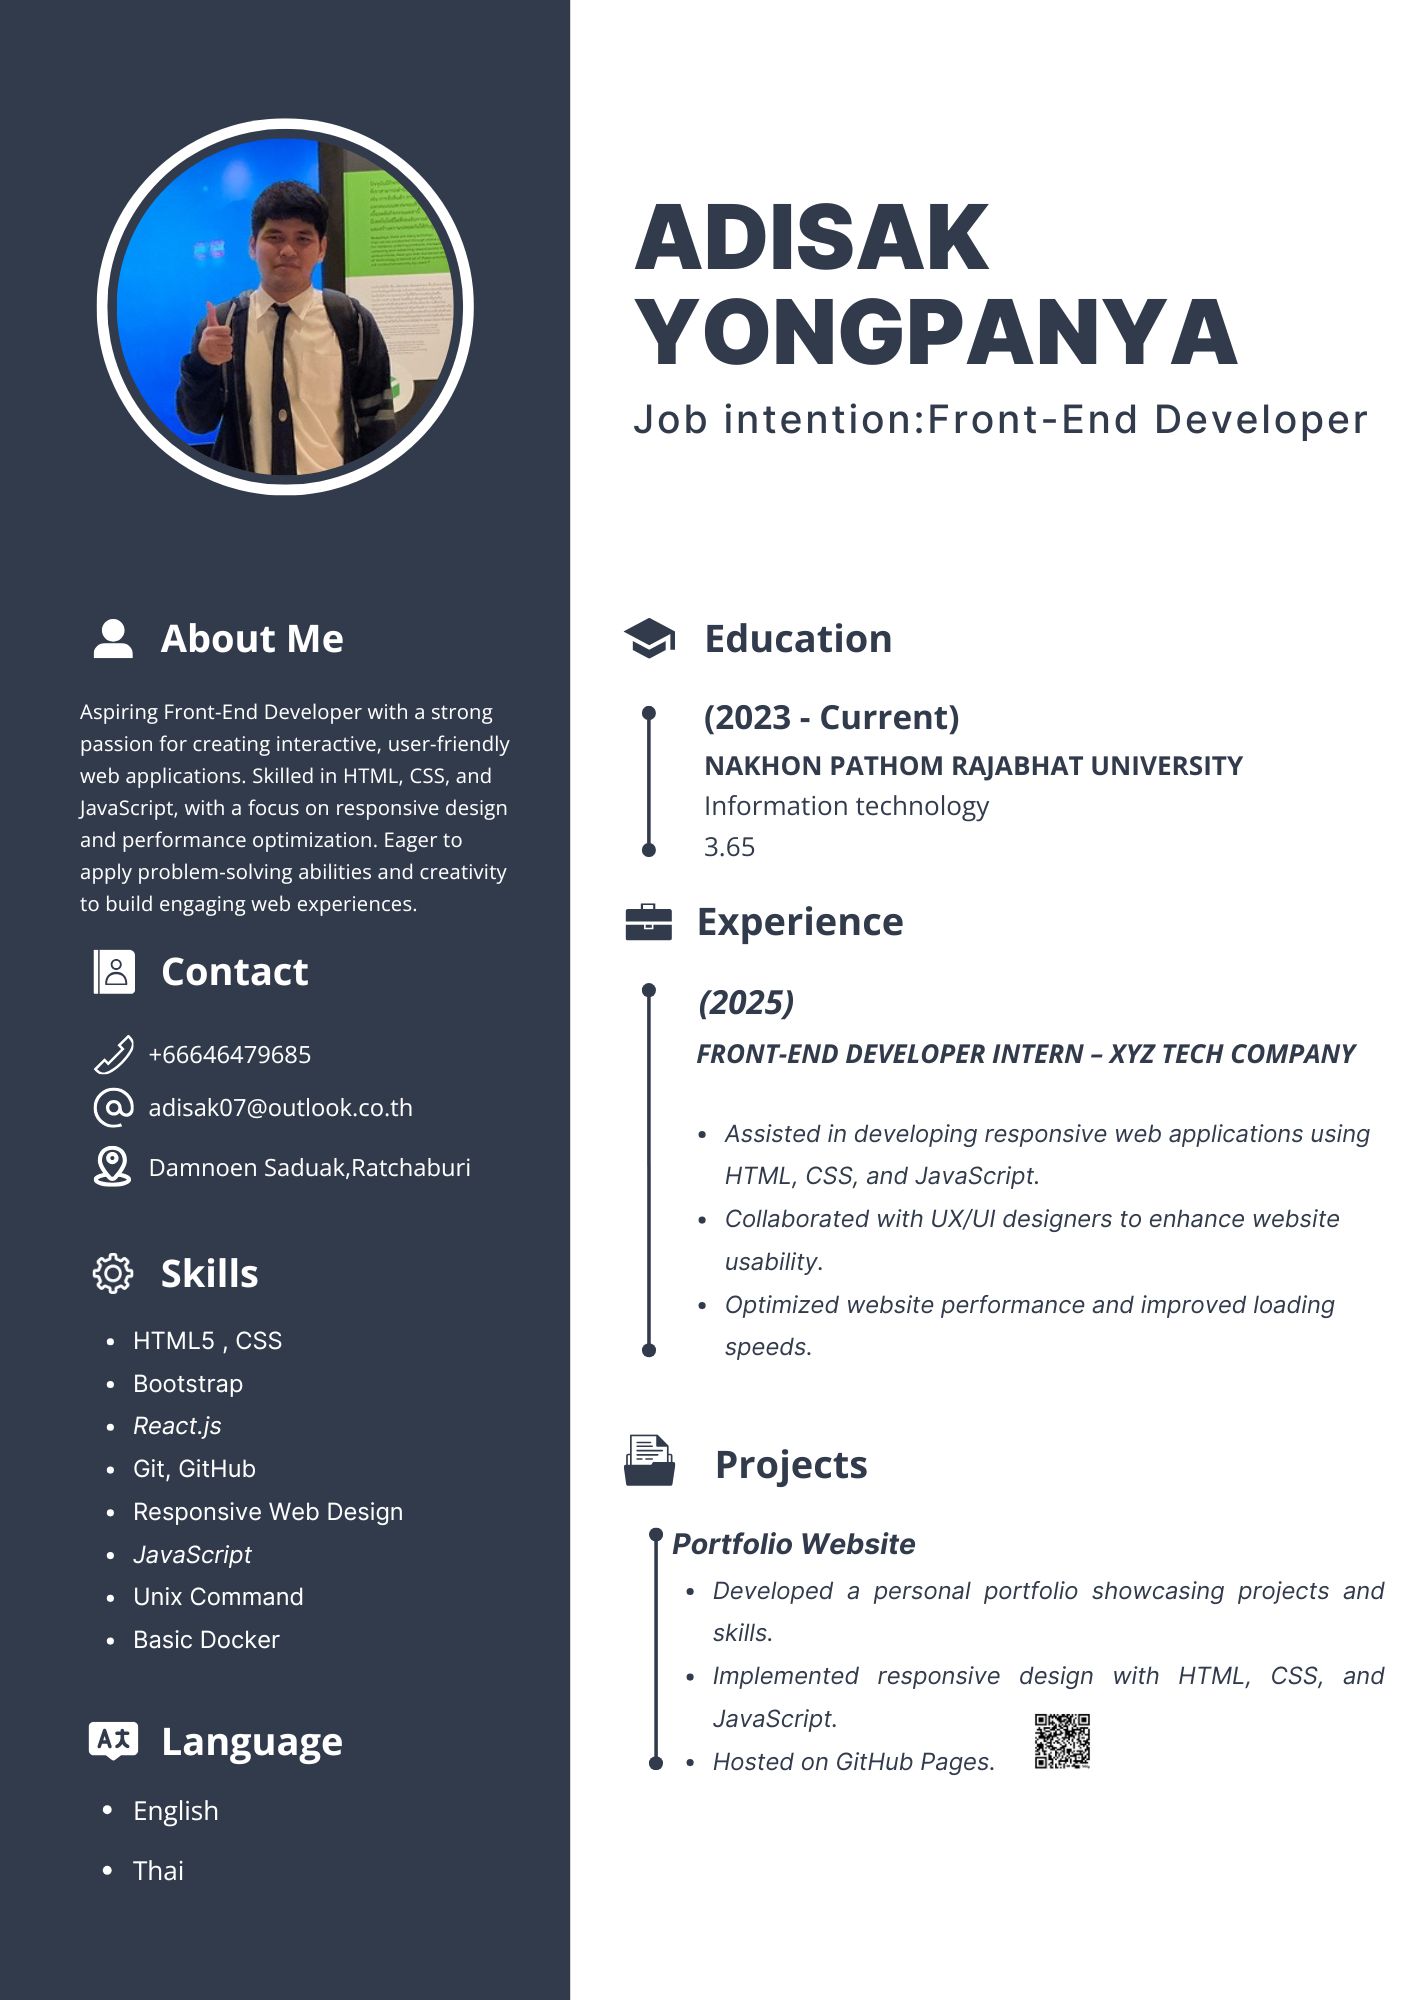 ADISAK
YONGPANYA
Job intention:Front-End Developer
About Me
Aspiring Front-End Developer with a strong
passion for creating interactive, user-friendly
web applications. Skilled in HTML, CSS, and
JavaScript, with a focus on responsive design
and performance optimization. Eager to
apply problem-solving abilities and creativity
to build engaging web experiences.
Contact
+66646479685
adisak07@outlook.co.th
Damnoen Saduak,Ratchaburi
Skills
• HTML5 , CSS
• Bootstrap
• React.js
• Git, GitHub
• Responsive Web Design
• JavaScript
• Unix Command
• Basic Docker
Language
• English
• Thai
Education
(2023 - Current)
NAKHON PATHOM RAJABHAT UNIVERSITY
Information technology
3.65
Experience
(2025)
FRONT-END DEVELOPER INTERN – XYZ TECH COMPANY
• Assisted in developing responsive web applications using
HTML, CSS, and JavaScript.
• Collaborated with UX/UI designers to enhance website
usability.
• Optimized website performance and improved loading
speeds.
Projects
Portfolio Website
• Developed a personal portfolio showcasing projects and
skills.
• Implemented responsive design with HTML, CSS, and
JavaScript.
• Hosted on GitHub Pages.